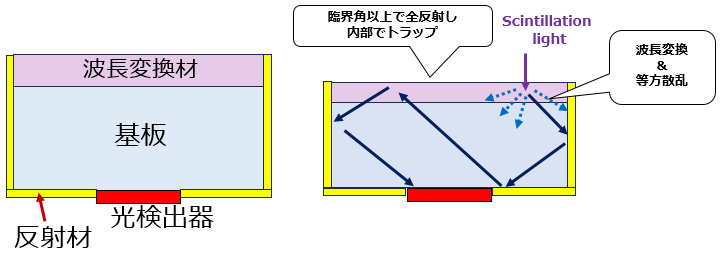 波長変換材
基板
光検出器
反射材
臨界角以上で全反射し
内部でトラップ
Scintillation
light
波長変換
&
等方散乱